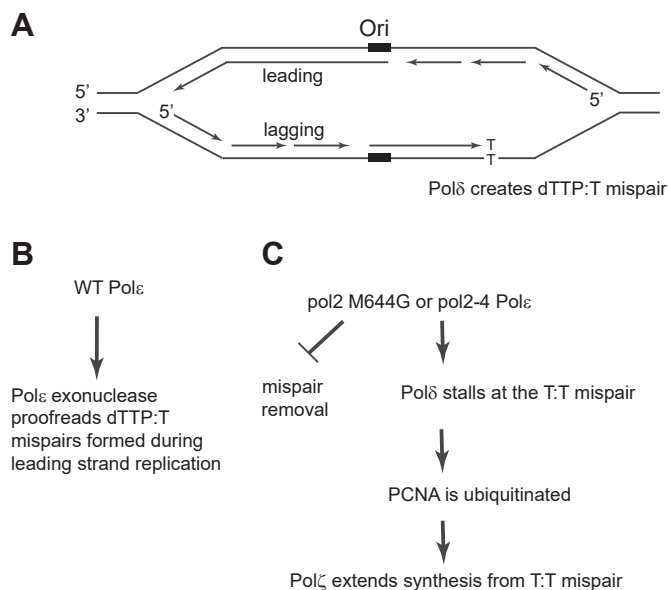 A
Ori
leading
5’
3’
5’
5’
lagging
T
T
Polδ creates dTTP:T mispair
B
WT Polε
Polε exonuclease
proofreads dTTP:T
mispairs formed during
leading strand replication
C
pol2 M644G or pol2-4 Polε
mispair
removal
Polδ stalls at the T:T mispair
PCNA is ubiquitinated
Polζ extends synthesis from T:T mispair